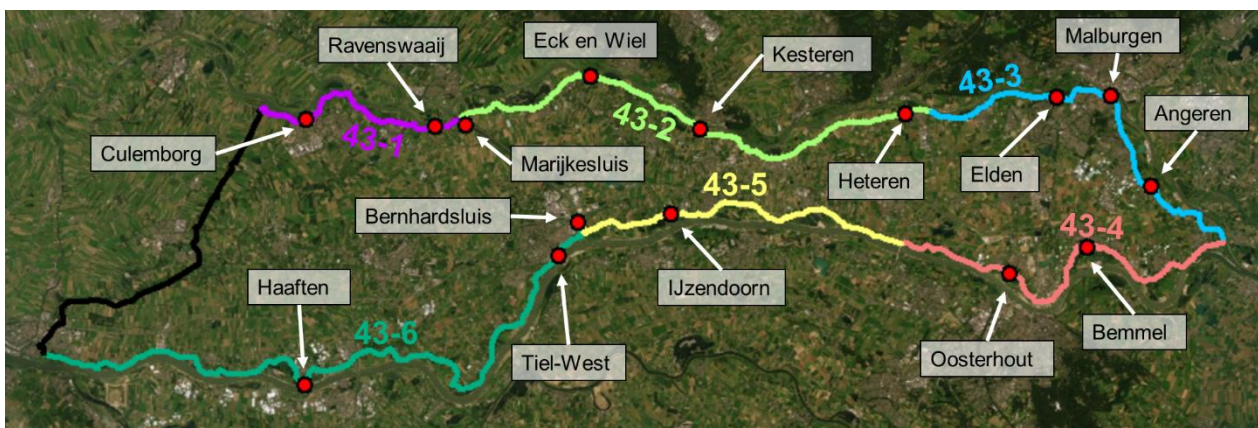 Ravenswaaij
Eck en Wiel
Kesteren
Malburgen
43-3
Angeren
Culemborg
43-1
Marijkesluis
43-2
Heteren
Elden
Bernhardsluis
43-5
43-4
Haaften
43-6
Tiel-West
IJzendoorn
Oosterhout
Bemmel